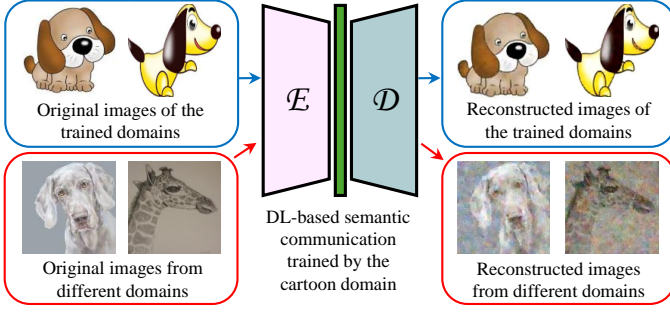 Original images of the
trained domains
ℰ
𝒟
Reconstructed images of
the trained domains
Original images from
different domains
DL-based semantic
communication
trained by the
cartoon domain
Reconstructed images
from different domains